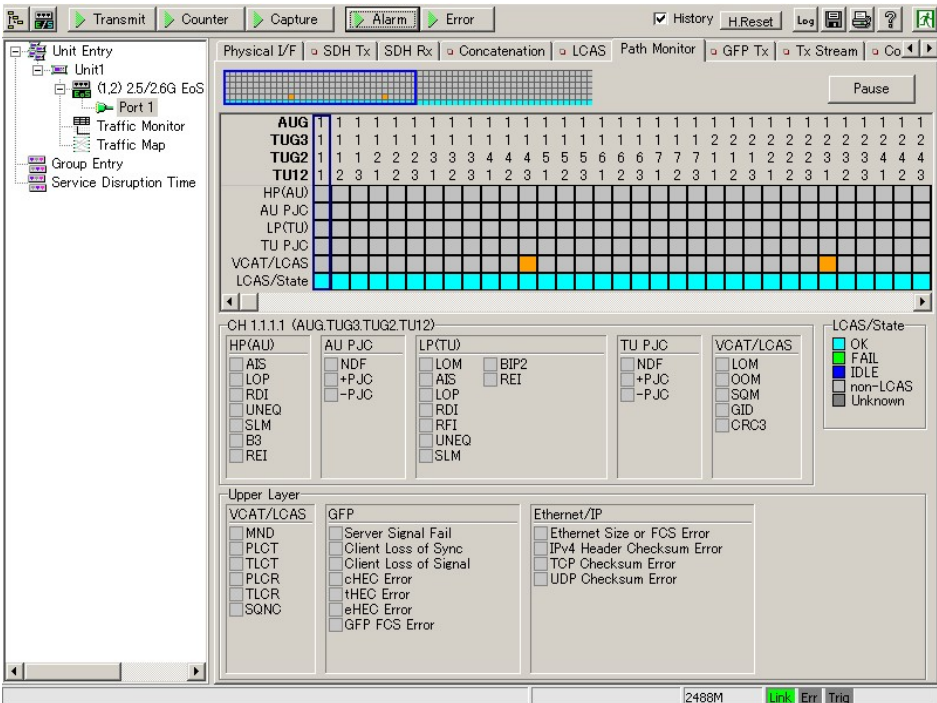 Transmit Counter Capture Alarm Error History H.Reset Log
Unit Entry
Unit1
(1,2) 2.5/2.6G EoS
Port 1
Traffic Monitor
Traffic Map
Group Entry
Service Disruption Time
Physical I/F SDH Tx SDH Rx Concatenation LCAS Path Monitor GFP Tx Tx Stream Co
Pause
AUG 1 1 1 1 1 1 1 1 1 1 1 1 1 1 1 1 1 1 1 1 1 1 1 1 1 1 1 1 1 1 1 1 1
TUG3 1 1 1 1 1 1 1 1 1 1 1 1 1 1 1 1 1 1 1 1 1 2 2 2 2 2 2 2 2 2 2 2 2
TUG2 1 1 1 2 2 2 3 3 3 4 4 4 5 5 5 6 6 6 7 7 7 1 1 1 2 2 2 3 3 3 4 4 4
TU12 1 2 3 1 2 3 1 2 3 1 2 3 1 2 3 1 2 3 1 2 3 1 2 3 1 2 3 1 2 3 1 2 3
HP(AU)
AU PJC
LP(TU)
TU PJC
VCAT/LCAS
LCAS/State
CH 1.1.1.1 (AUG.TUG3.TUG2.TU12)
HP(AU)
AIS
LOP
RDI
UNEQ
SLM
B3
REI
AU PJC
NDF
+PJC
-PJC
LP(TU)
LOM
AIS
LOP
RDI
RFI
UNEQ
SLM
BIP2
REI
TU PJC
NDF
+PJC
-PJC
VCAT/LCAS
LOM
OOM
SQM
GID
CRC3
LCAS/State
OK
FAIL
IDLE
non-LCAS
Unknown
Upper Layer
VCAT/LCAS
MND
PLCT
TLCT
PLCR
TLCR
SQNC
GFP
Server Signal Fail
Client Loss of Sync
Client Loss of Signal
cHEC Error
tHEC Error
eHEC Error
GFP FCS Error
Ethernet/IP
Ethernet Size or FCS Error
IPv4 Header Checksum Error
TCP Checksum Error
UDP Checksum Error
2488M Link Err Trig